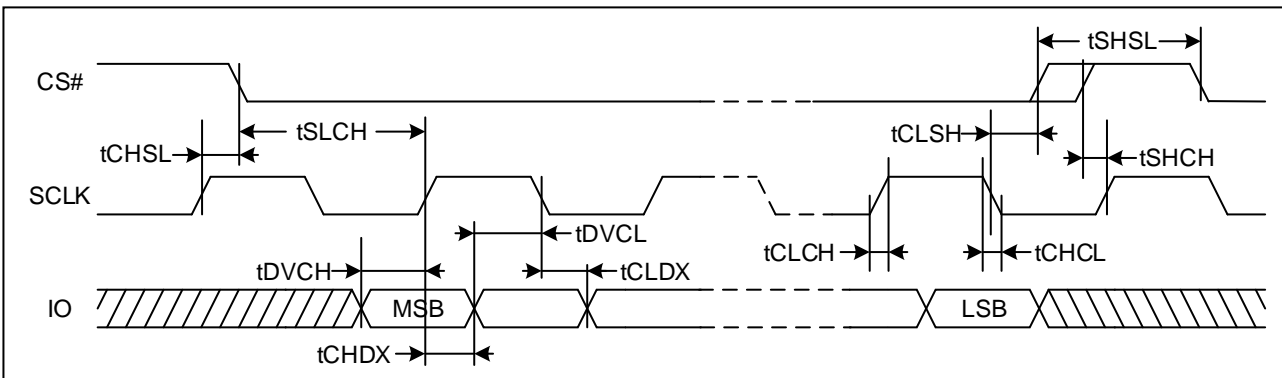 tSHSL
CS#
tSLCH
tCLSH
tCHSL
tSHCH
SCLK
tDVCL
tCLCH
tCHCL
tDVCH
tCLDX
IO
MSB
LSB
tCHDX